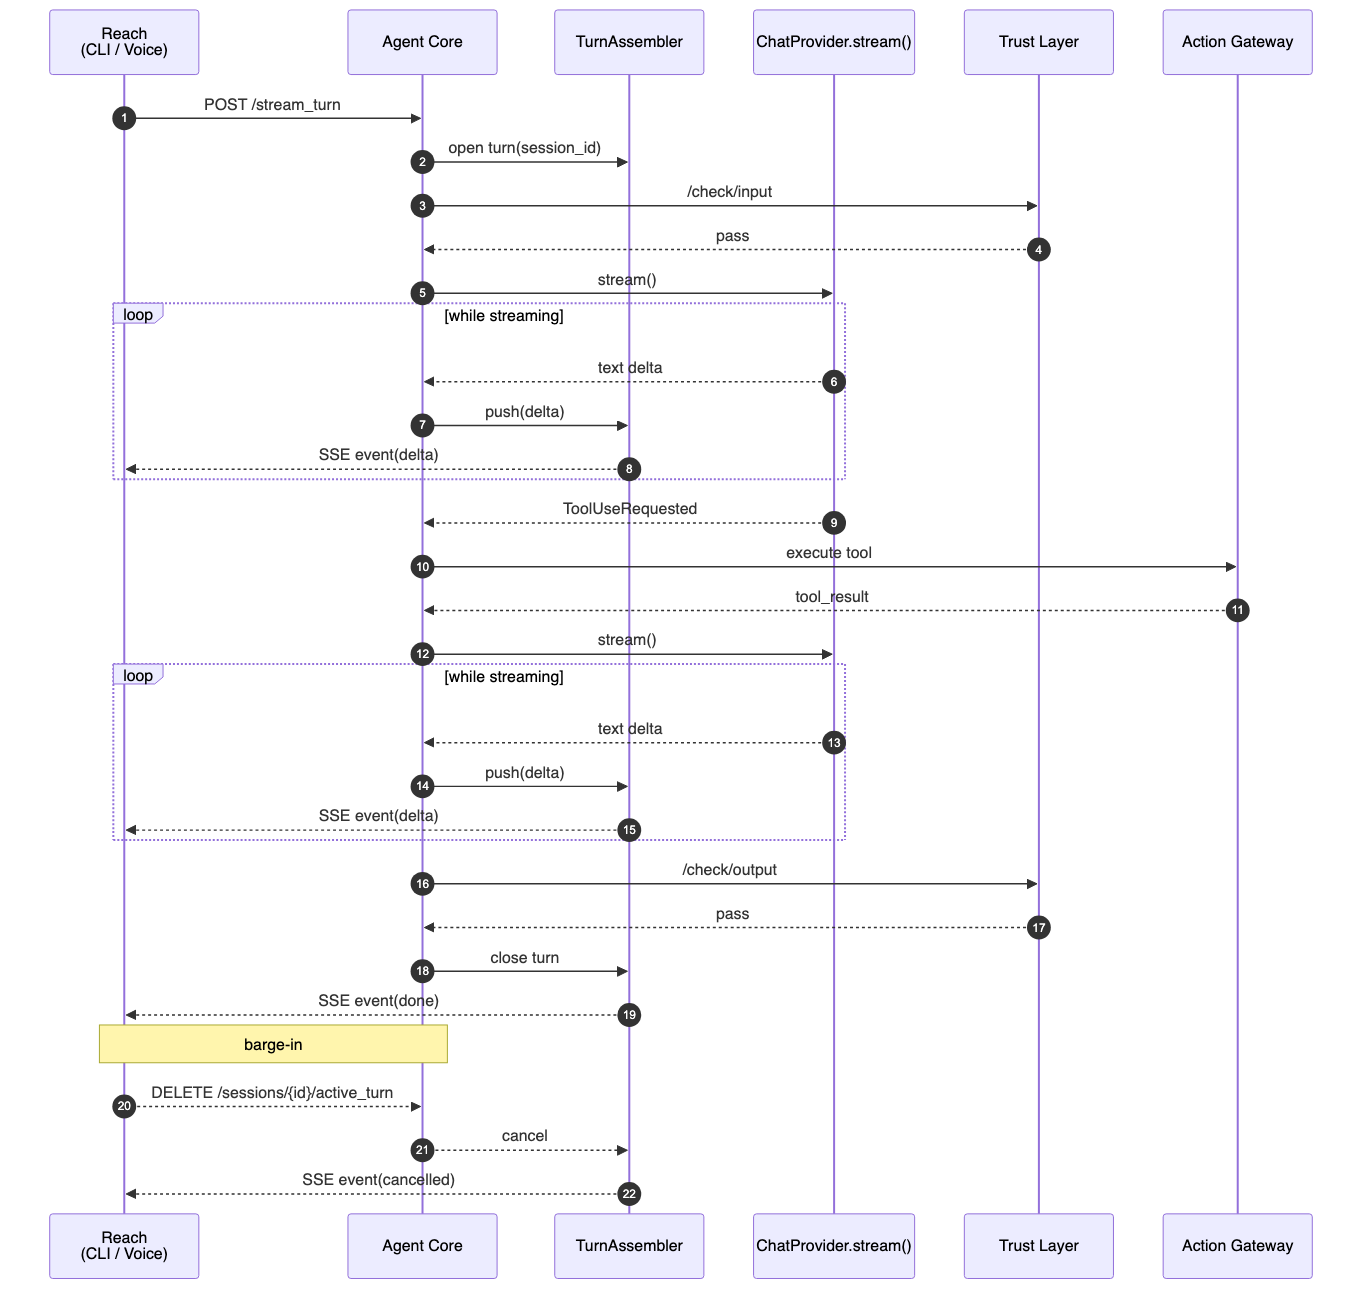 Reach
(CLI / Voice)
Agent Core
TurnAssembler
ChatProvider.stream()
Trust Layer
Action Gateway
POST /stream_turn
1
open turn(session_id)
2
/check/input
3
pass
4
stream()
5
loop
[while streaming]
text delta
6
push(delta)
7
SSE event(delta)
8
ToolUseRequested
9
execute tool
10
tool_result
11
stream()
12
loop
[while streaming]
text delta
13
push(delta)
14
SSE event(delta)
15
/check/output
16
pass
17
close turn
18
SSE event(done)
19
barge-in
DELETE /sessions/{id}/active_turn
20
cancel
21
SSE event(cancelled)
22
Reach
(CLI / Voice)
Agent Core
TurnAssembler
ChatProvider.stream()
Trust Layer
Action Gateway